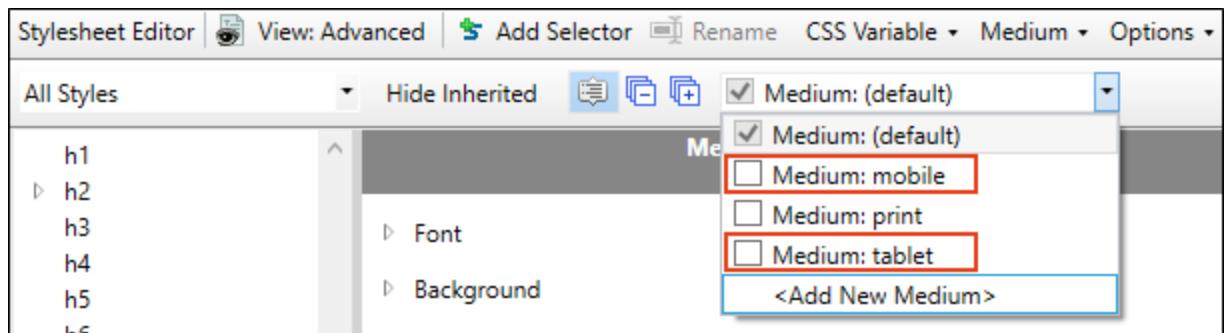 Stylesheet Editor View: Advanced Add Selector Rename CSS Variable Medium Options
All Styles Hide Inherited Medium: (default)
Medium: (default)
h1 Me
h2 Medium: mobile
h3 Medium: print
Font
h4 Medium: tablet
h5 Background <Add New Medium>